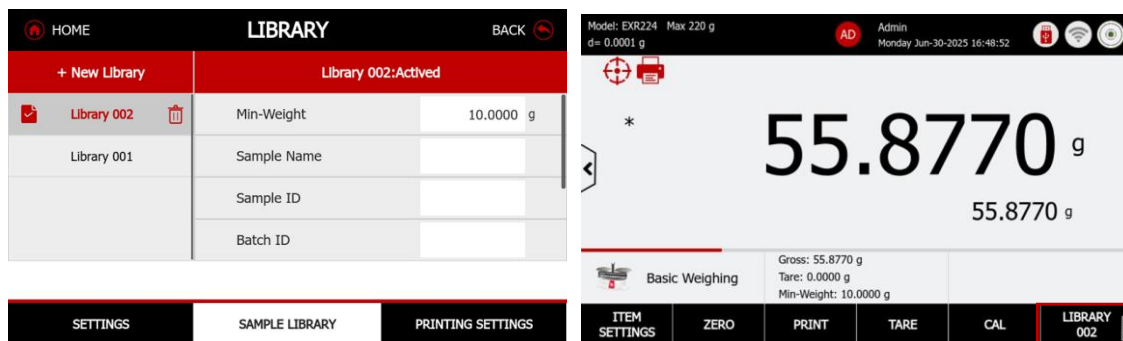 HOME LIBRARY BACK
+ New Library Library 002:Actived
Library 002 Min-Weight 10.0000 g
Library 001 Sample Name
Sample ID
Batch ID
SETTINGS SAMPLE LIBRARY PRINTING SETTINGS
Model: EXR224 Max 220 g
d= 0.0001 g
AD
Admin
Monday Jun-30-2025 16:48:52
*
55.8770 g
55.8770 g
Basic Weighing
Gross: 55.8770 g
Tare: 0.0000 g
Min-Weight: 10.0000 g
ITEM
SETTINGS
ZERO
PRINT
TARE
CAL
LIBRARY
002